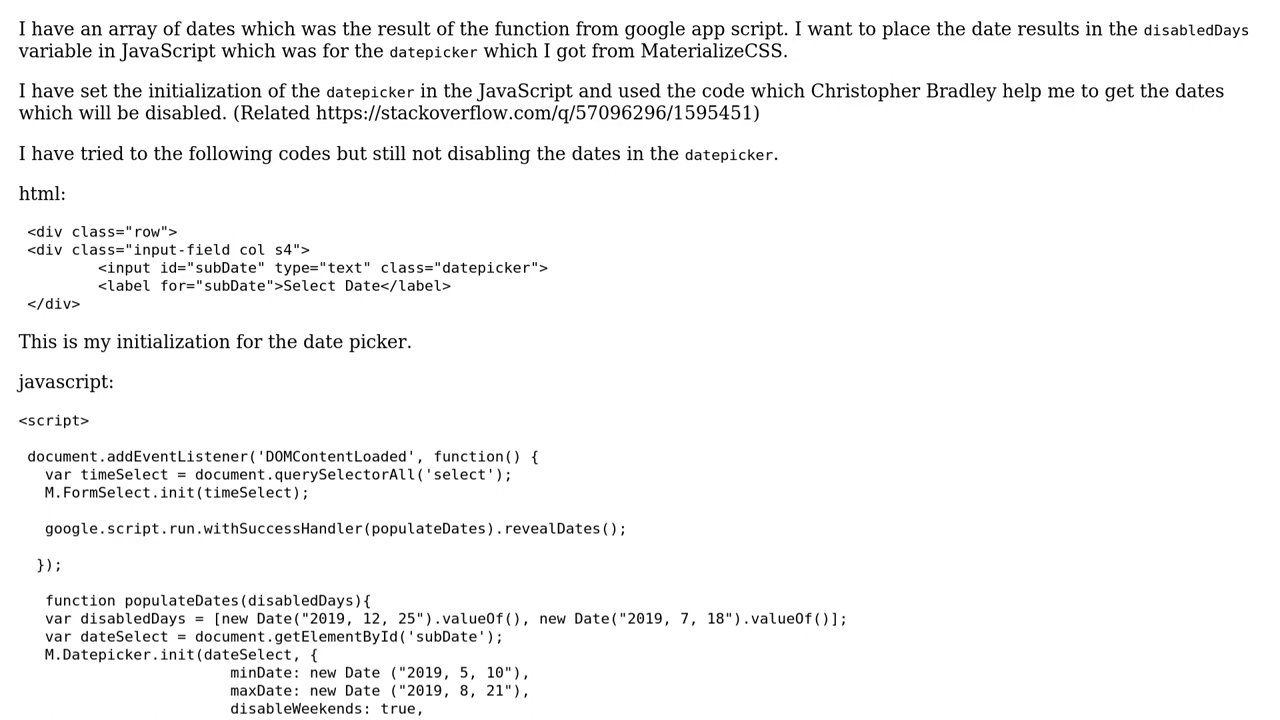 I have an array of dates which was the result of the function from google app script. I want to place the date results in the disabledDays
variable in JavaScript which was for the datepicker which I got from MaterializeCSS.
I have set the initialization of the datepicker in the JavaScript and used the code which Christopher Bradley help me to get the dates
which will be disabled. (Related https://stackoverflow.com/q/57096296/1595451)
I have tried to the following codes but still not disabling the dates in the datepicker.
html:
<div class="row">
<div class="input-field col s4">
<input id="subDate" type="text" class="datepicker">
<label for="subDate">Select Date</label>
</div>
This is my initialization for the date picker.
javascript:
<script>
document.addEventListener('DOMContentLoaded', function() {
var timeSelect = document.querySelectorAll('select');
M.FormSelect.init(timeSelect);
google.script.run.withSuccessHandler(populateDates).revealDates();
});
function populateDates(disabledDays){
var disabledDays = [new Date("2019, 12, 25").valueOf(), new Date("2019, 7, 18").valueOf()];
var dateSelect = document.getElementById('subDate');
M.Datepicker.init(dateSelect, {
minDate: new Date ("2019, 5, 10"),
maxDate: new Date ("2019, 8, 21"),
disableWeekends: true,